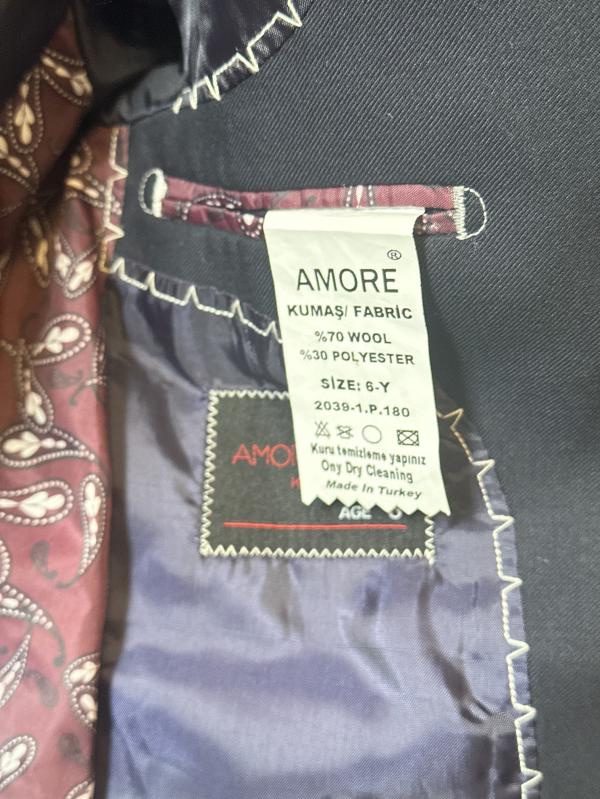 ®
AMORE
KUMAŞ/ FABRİC
%70 WOOL
%30 POLYESTER
SİZE: 6-Y
2039-1.P.180
Kuru temizleme yapınız
Ony Dry Cleaning
Made In Turkey
AGE